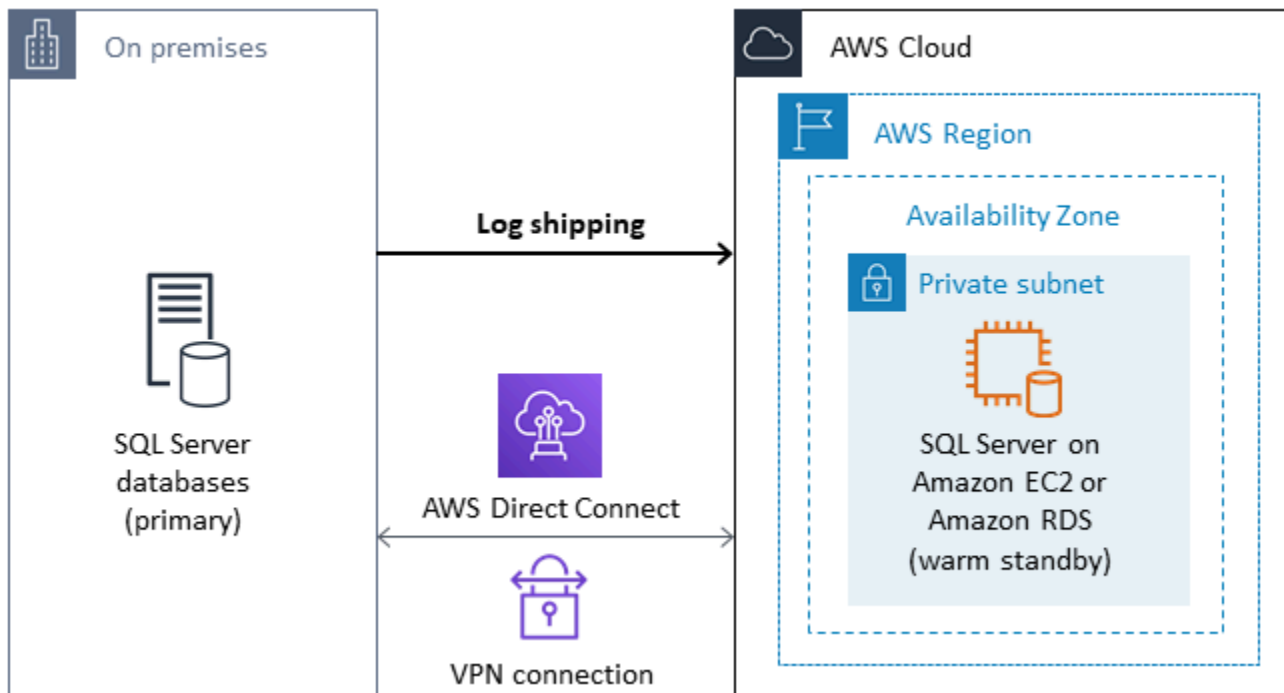 On premises
AWS Cloud
AWS Region
Log shipping
Availability Zone
Private subnet
SQL Server
databases
(primary)
SQL Server on
Amazon EC2 or
Amazon RDS
(warm standby)
AWS Direct Connect
VPN connection